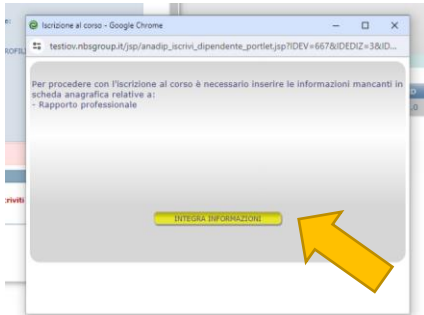 Iscrizione al corso - Google Chrome
testiov.nbsgroup.it/jsp/anadip_iscrivi_dipendente_portlet.jsp?IDEV=667&IDEDIZ=3&ID...
Per procedere con l'iscrizione al corso è necessario inserire le informazioni mancanti in
scheda anagrafica relative a:
- Rapporto professionale
INTEGRA INFORMAZIONI